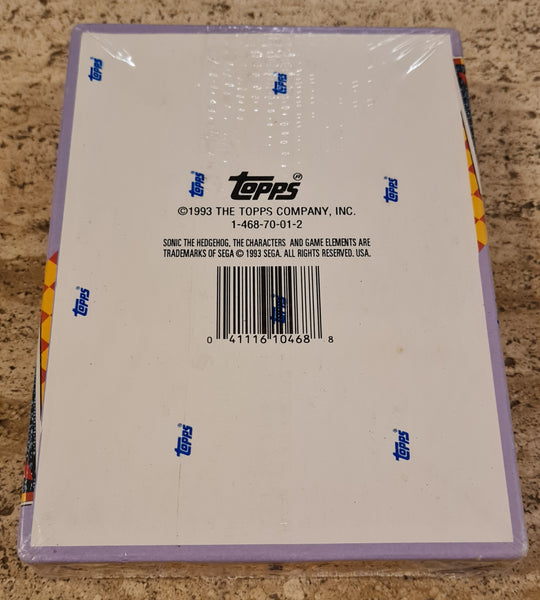 TOPPS
TOPPS
TOPPS
TOPPS®
TOPPS
©1993 THE TOPPS COMPANY, INC.
1-468-70-01-2
SONIC THE HEDGEHOG, THE CHARACTERS AND GAME ELEMENTS ARE
TRADEMARKS OF SEGA © 1993 SEGA. ALL RIGHTS RESERVED. USA.
TOPPS
TOPPS
0 41116 10468 8
TOPPS
TOPPS